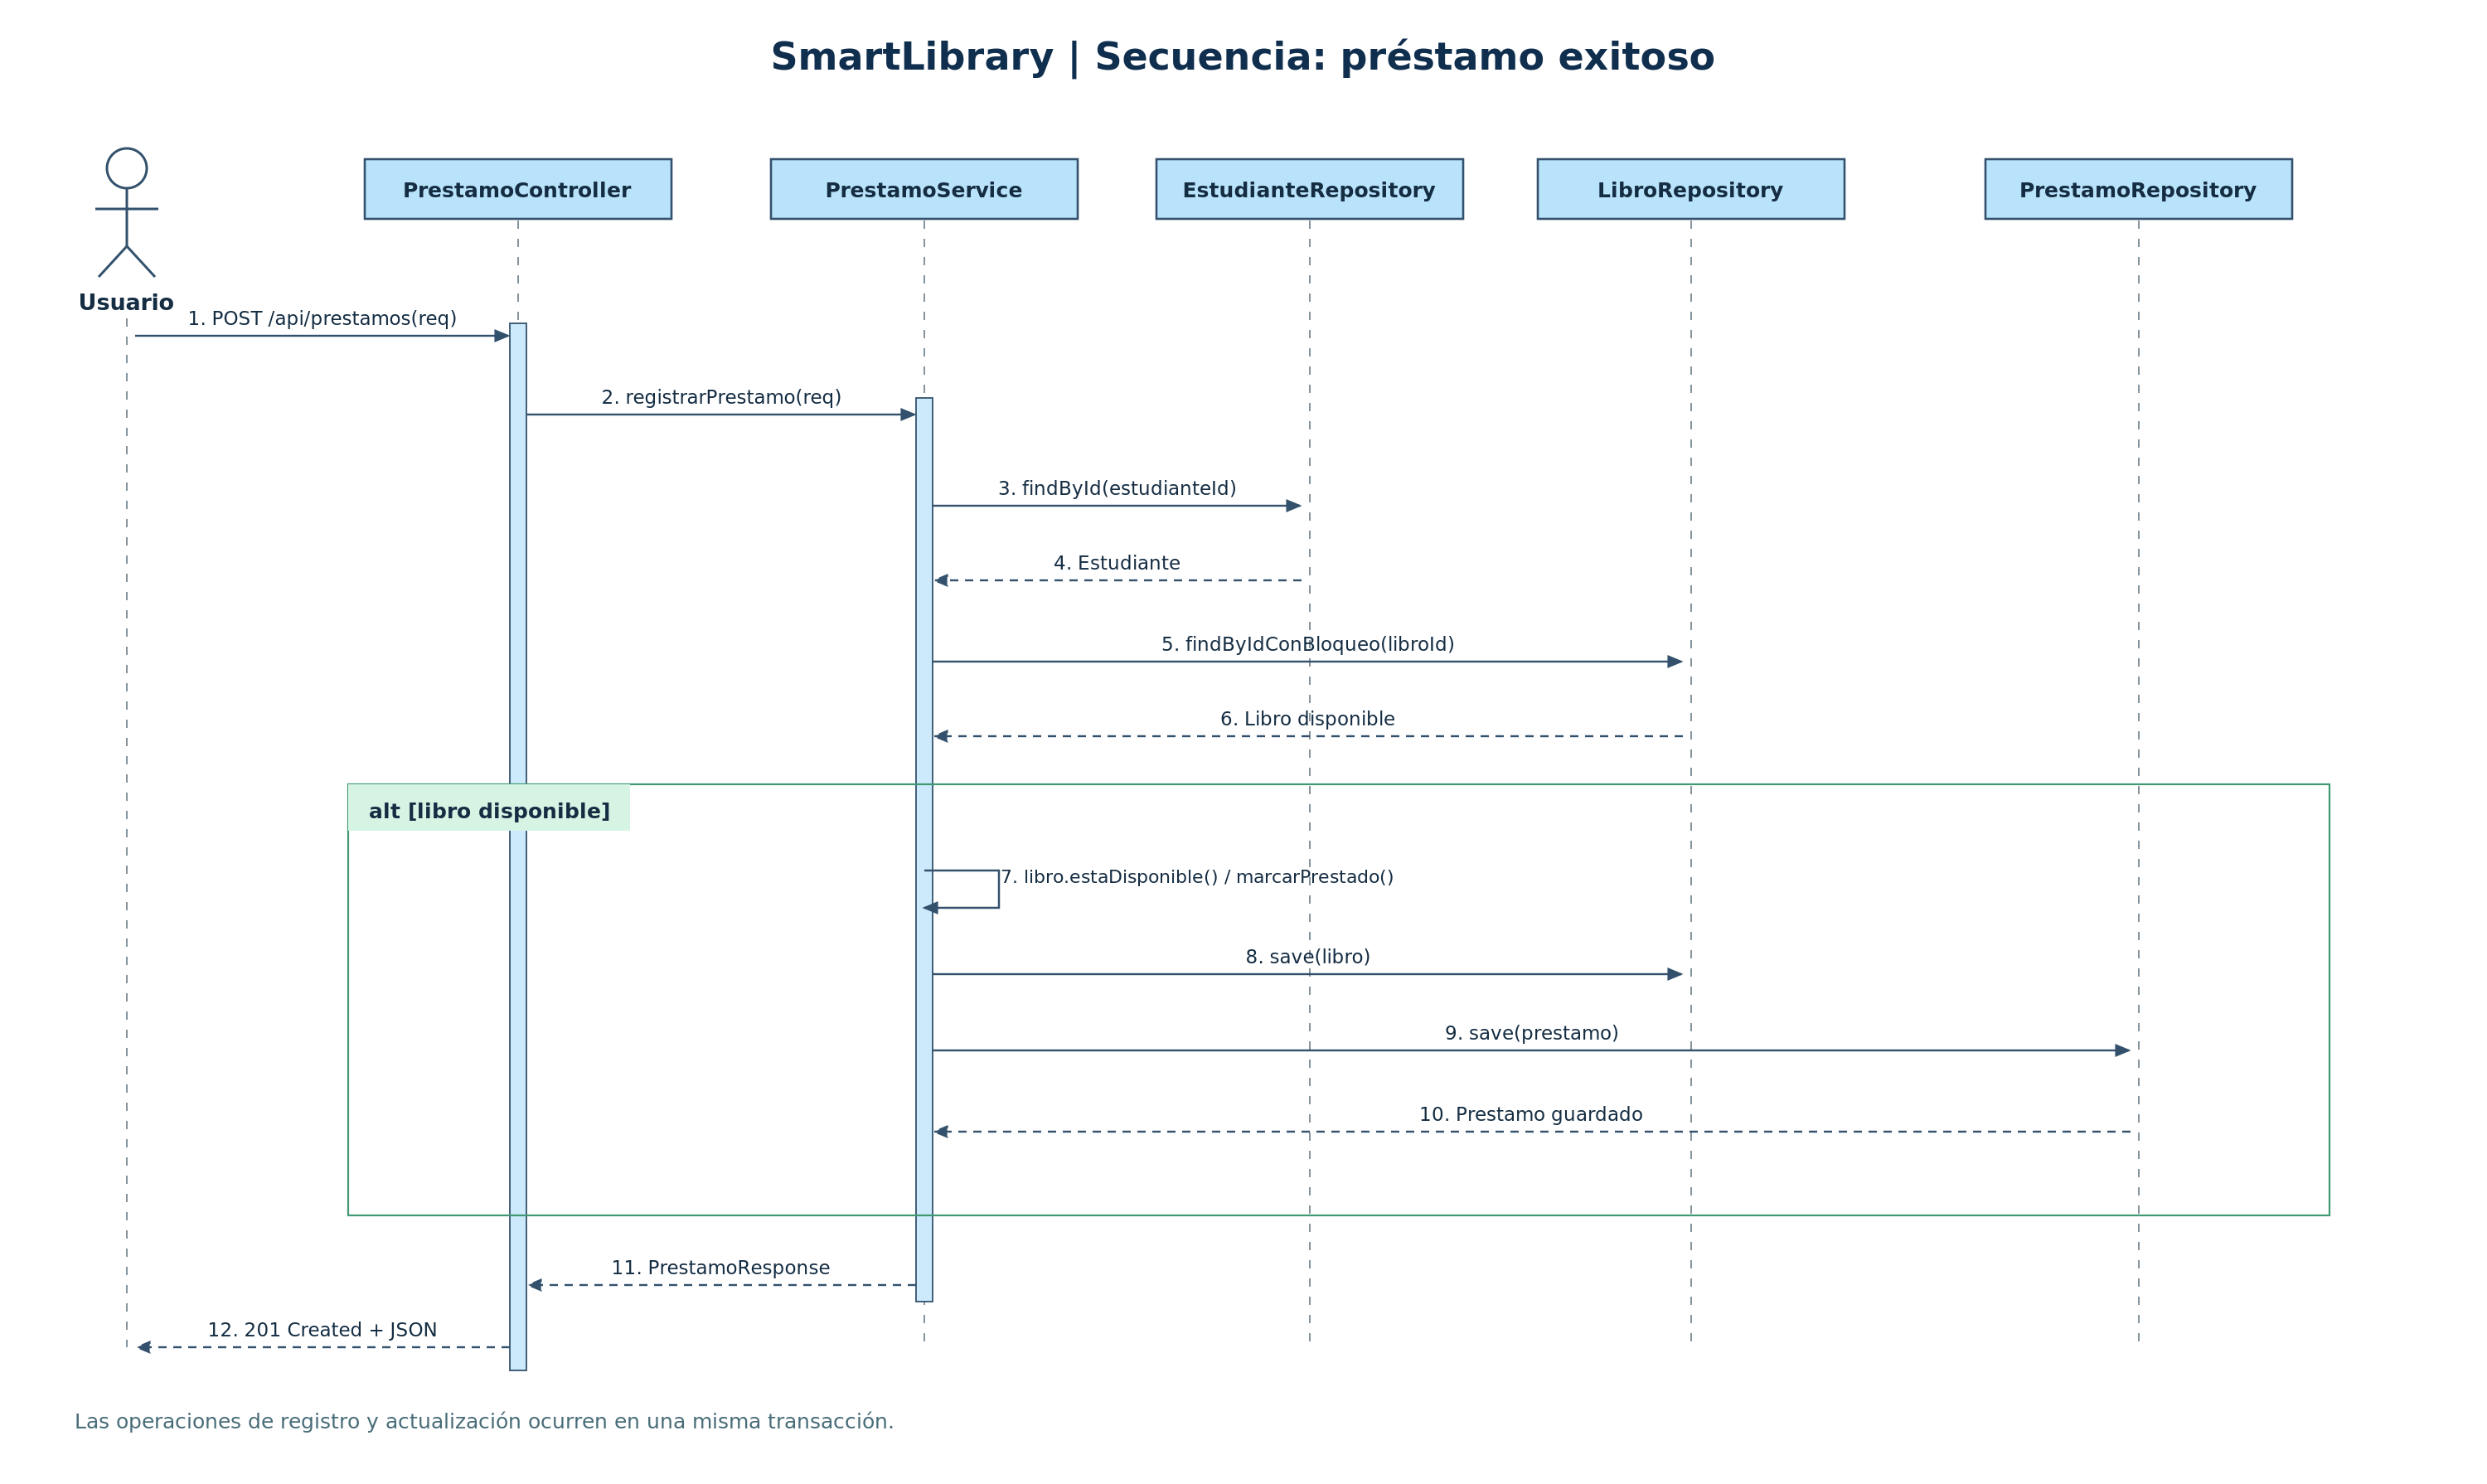 SmartLibrary | Secuencia: préstamo exitoso
Usuario
PrestamoController
PrestamoService
EstudianteRepository
LibroRepository
PrestamoRepository
1. POST /api/prestamos(req)
2. registrarPrestamo(req)
3. findById(estudianteId)
4. Estudiante
5. findByIdConBloqueo(libroId)
6. Libro disponible
alt [libro disponible]
7. libro.estaDisponible() / marcarPrestado()
8. save(libro)
9. save(prestamo)
10. Prestamo guardado
11. PrestamoResponse
12. 201 Created + JSON
Las operaciones de registro y actualización ocurren en una misma transacción.